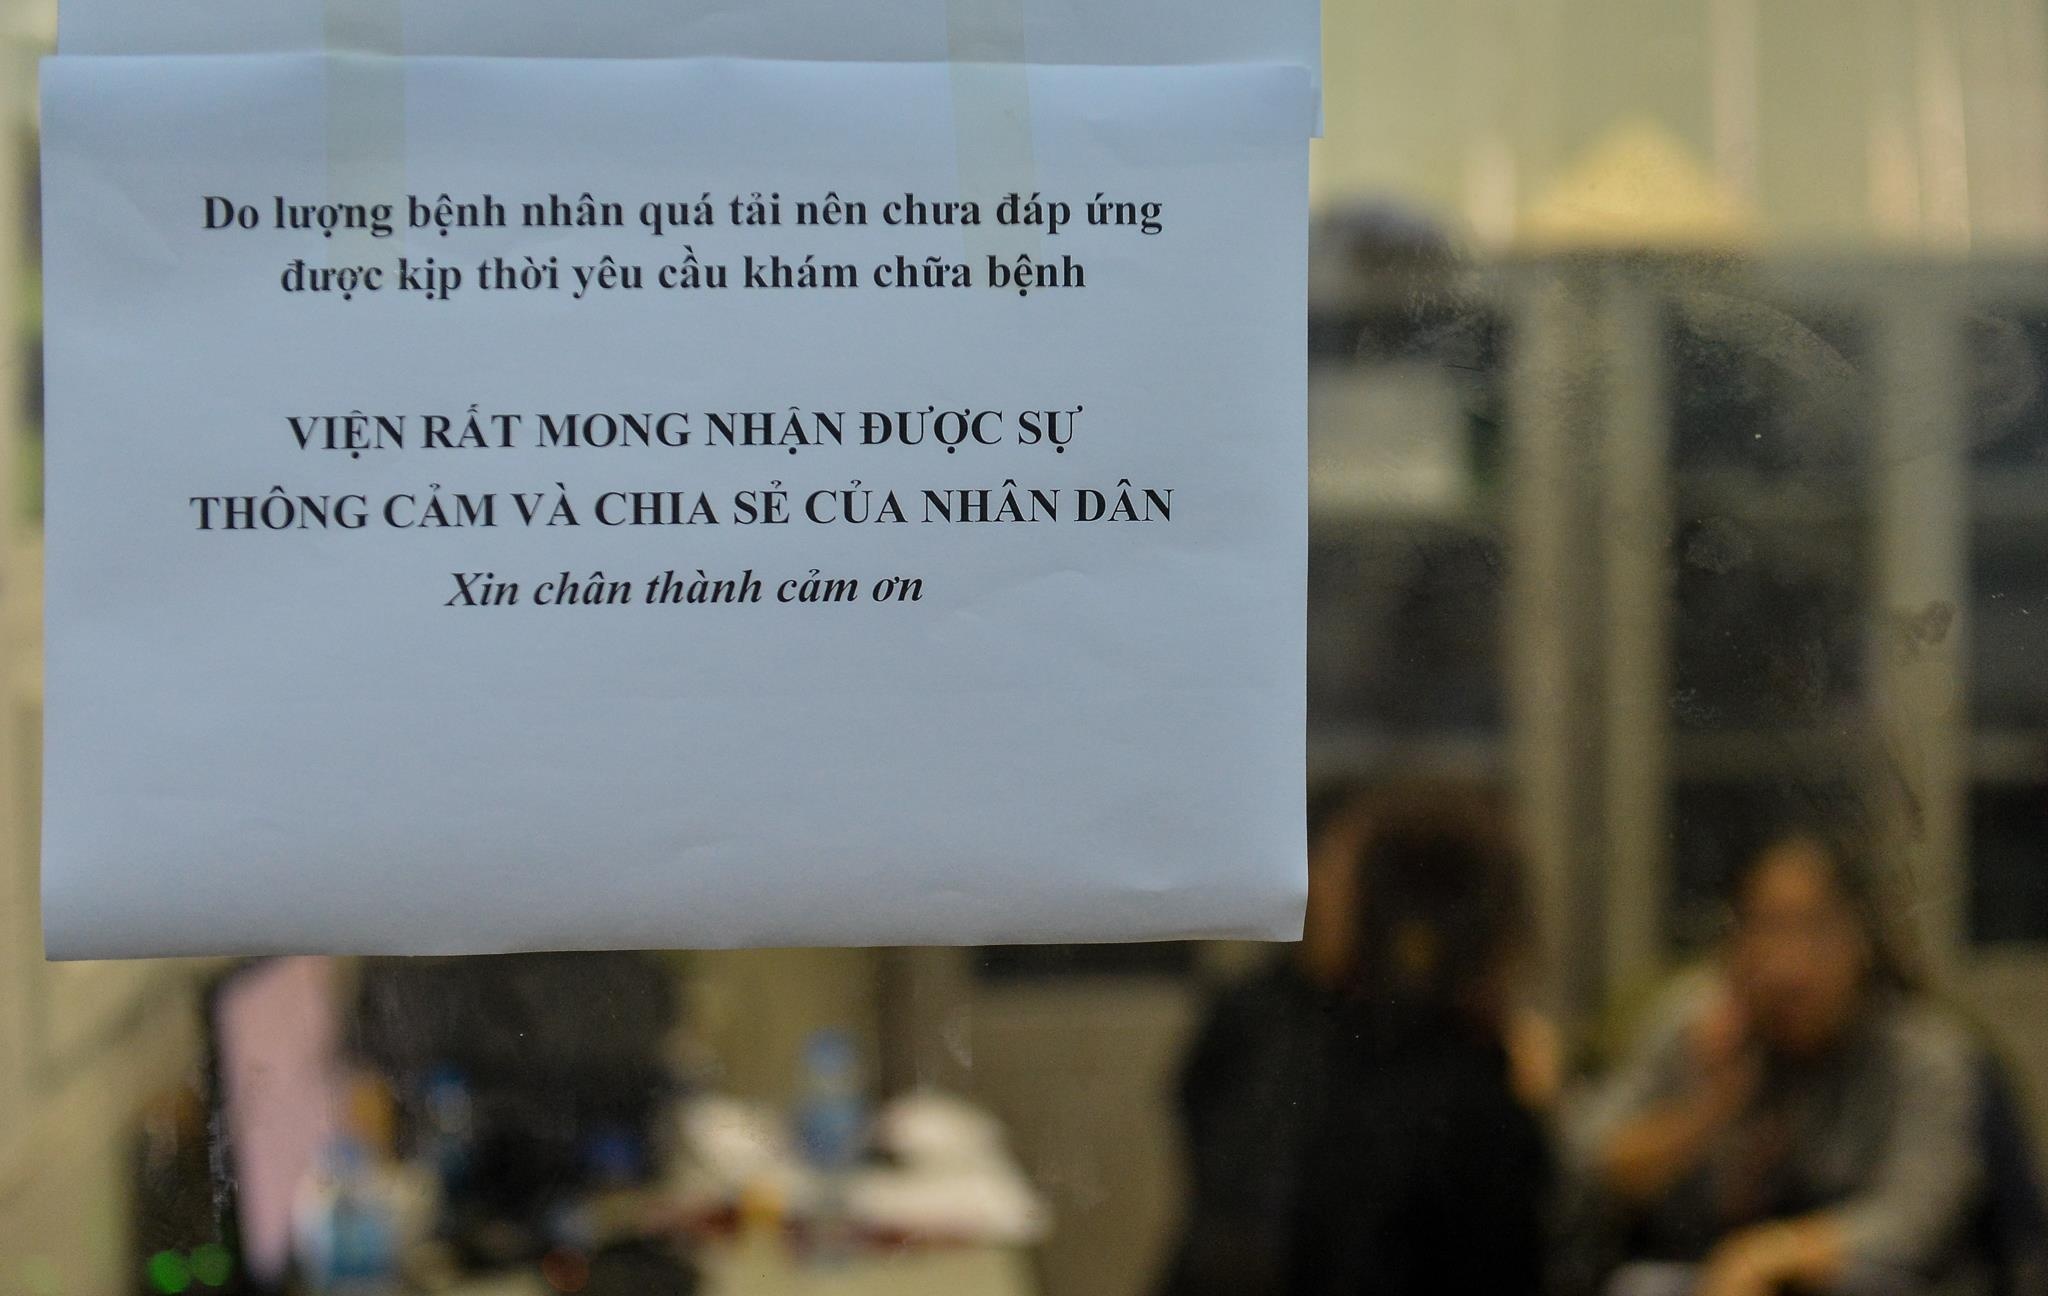 Do lượng bệnh nhân quá tải nên chưa đáp ứng
được kịp thời yêu cầu khám chữa bệnh
VIỆN RẤT MONG NHẬN ĐƯỢC SỰ
THÔNG CẢM VÀ CHIA SẺ CỦA NHÂN DÂN
Xin chân thành cảm ơn